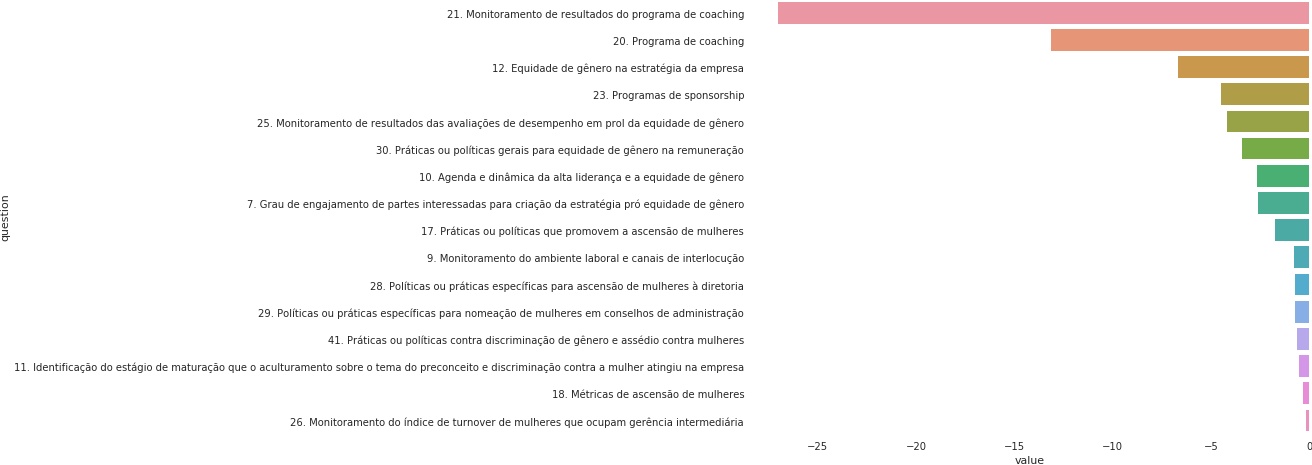 21. Monitoramento de resultados do programa de coaching
20. Programa de coaching
12. Equidade de gênero na estratégia da empresa
23. Programas de sponsorship
25. Monitoramento de resultados das avaliações de desempenho em prol da equidade de gênero
30. Práticas ou políticas gerais para equidade de gênero na remuneração
10. Agenda e dinâmica da alta liderança e a equidade de gênero
7. Grau de engajamento de partes interessadas para criação da estratégia pró equidade de gênero
17. Práticas ou políticas que promovem a ascensão de mulheres
9. Monitoramento do ambiente laboral e canais de interlocução
28. Políticas ou práticas específicas para ascensão de mulheres à diretoria
29. Políticas ou práticas específicas para nomeação de mulheres em conselhos de administração
41. Práticas ou políticas contra discriminação de gênero e assédio contra mulheres
11. Identificação do estágio de maturação que o aculturamento sobre o tema do preconceito e discriminação contra a mulher atingiu na empresa
18. Métricas de ascensão de mulheres
26. Monitoramento do índice de turnover de mulheres que ocupam gerência intermediária
question
−25 −20 −15 −10 −5 0
value